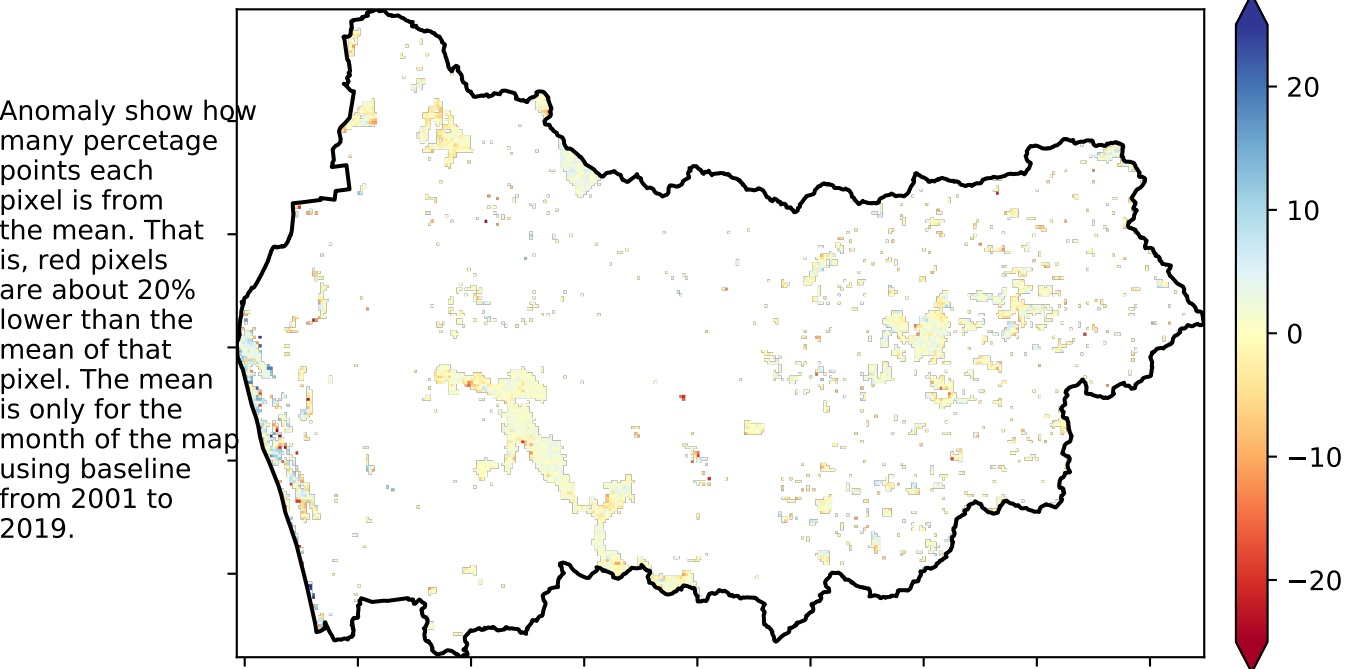 Anomaly show how
many percetage
points each
pixel is from
the mean. That
is, red pixels
are about 20%
lower than the
mean of that
pixel. The mean
is only for the
month of the map
using baseline
from 2001 to
2019.
20
10
0
−10
−20